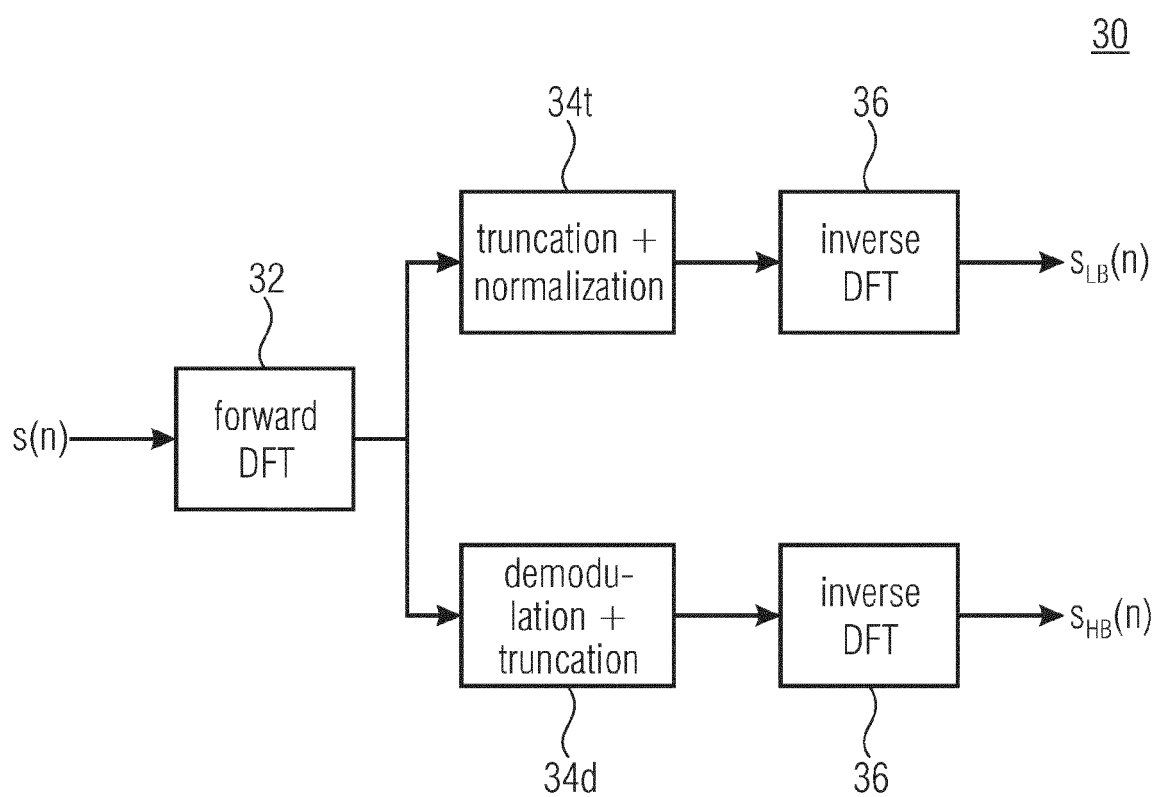 30
34t
36
truncation +
normalization
inverse
DFT
s_LB(n)
32
s(n)
forward
DFT
demodu-
lation +
truncation
inverse
DFT
s_HB(n)
34d
36